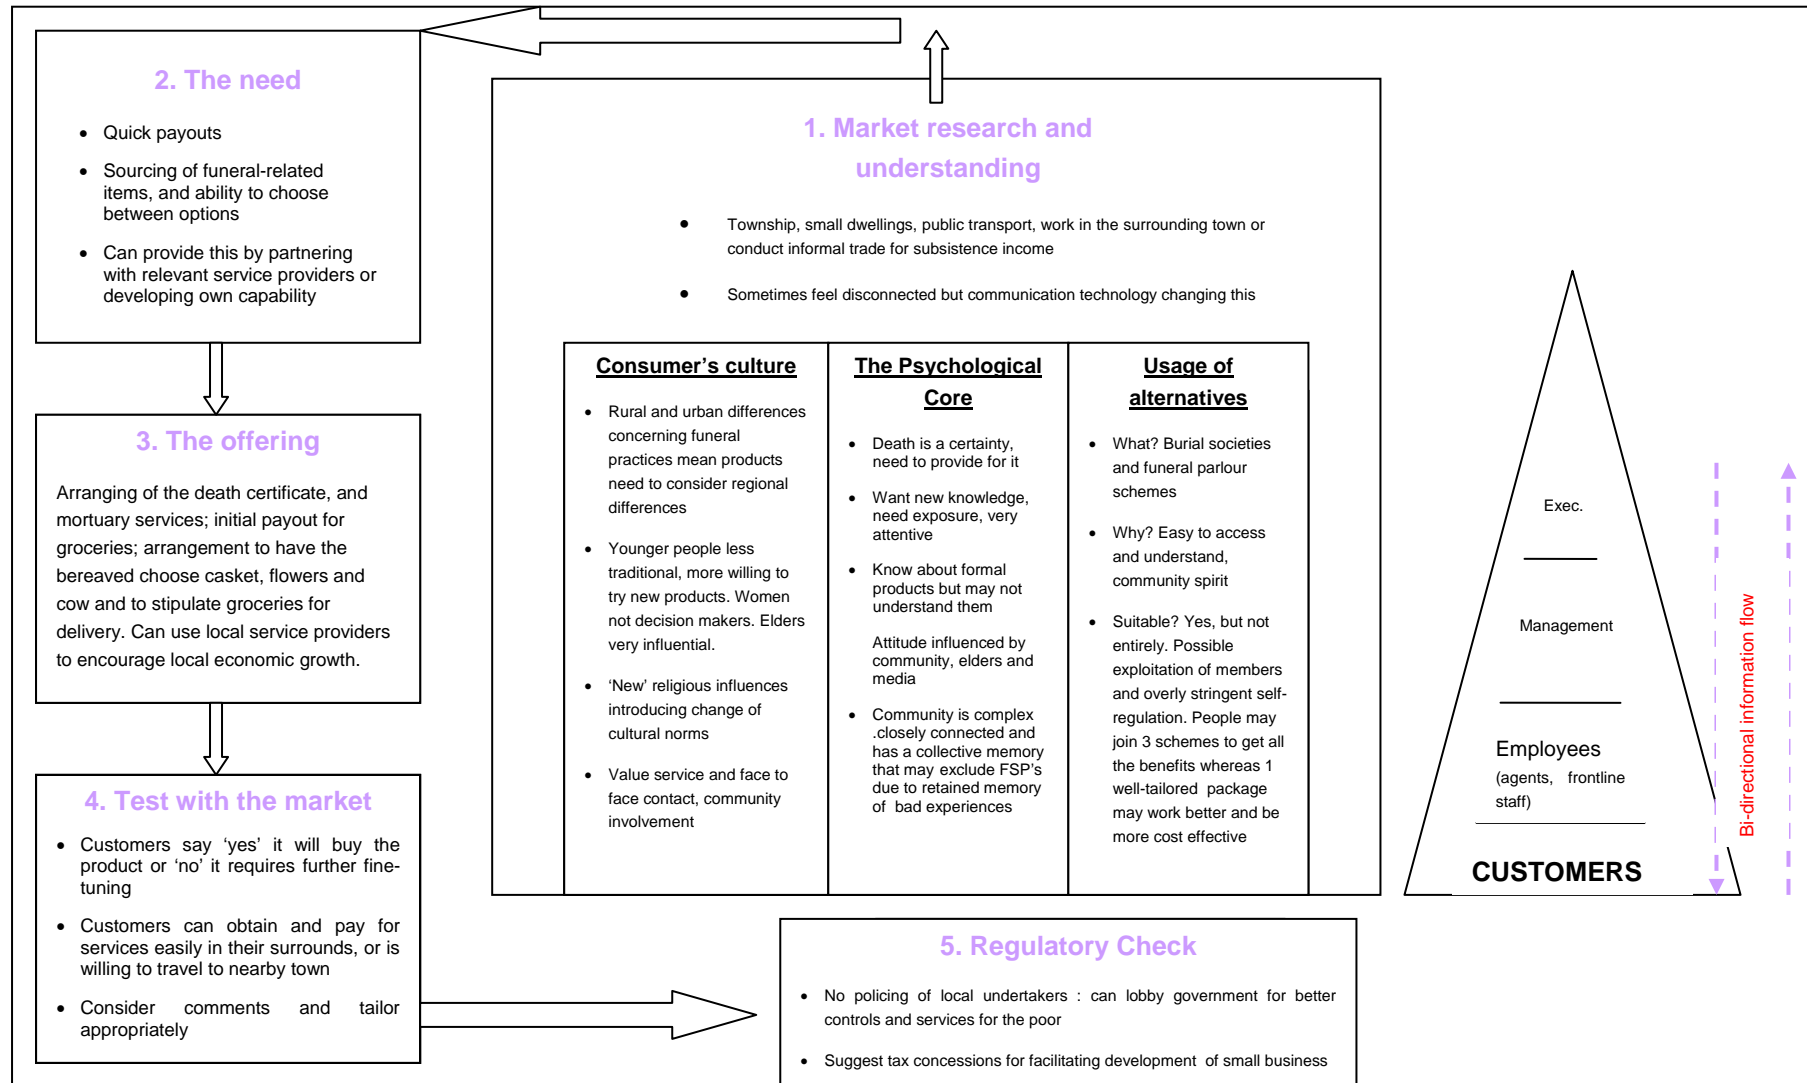 2. The need
• Quick payouts
• Sourcing of funeral-related
items, and ability to choose
between options
• Can provide this by partnering
with relevant service providers or
developing own capability
1. Market research and
understanding
• Township, small dwellings, public transport, work in the surrounding town or
conduct informal trade for subsistence income
• Sometimes feel disconnected but communication technology changing this
Consumer’s culture
• Rural and urban differences
concerning funeral
practices mean products
need to consider regional
differences
• Younger people less
traditional, more willing to
try new products. Women
not decision makers. Elders
very influential.
• ‘New’ religious influences
introducing change of
cultural norms
• Value service and face to
face contact, community
involvement
The Psychological
Core
• Death is a certainty,
need to provide for it
• Want new knowledge,
need exposure, very
attentive
• Know about formal
products but may not
understand them
Attitude influenced by
community, elders and
media
• Community is complex
.closely connected and
has a collective memory
that may exclude FSP’s
due to retained memory
of bad experiences
Usage of
alternatives
• What? Burial societies
and funeral parlour
schemes
• Why? Easy to access
and understand,
community spirit
• Suitable? Yes, but not
entirely. Possible
exploitation of members
and overly stringent self-
regulation. People may
join 3 schemes to get all
the benefits whereas 1
well-tailored package
may work better and be
more cost effective
3. The offering
Arranging of the death certificate, and
mortuary services; initial payout for
groceries; arrangement to have the
bereaved choose casket, flowers and
cow and to stipulate groceries for
delivery. Can use local service providers
to encourage local economic growth.
4. Test with the market
• Customers say ‘yes’ it will buy the
product or ‘no’ it requires further fine-
tuning
• Customers can obtain and pay for
services easily in their surrounds, or is
willing to travel to nearby town
• Consider comments and tailor
appropriately
5. Regulatory Check
• No policing of local undertakers : can lobby government for better
controls and services for the poor
• Suggest tax concessions for facilitating development of small business
Exec.
Management
Employees
(agents, frontline
staff)
CUSTOMERS
Bi-directional information flow